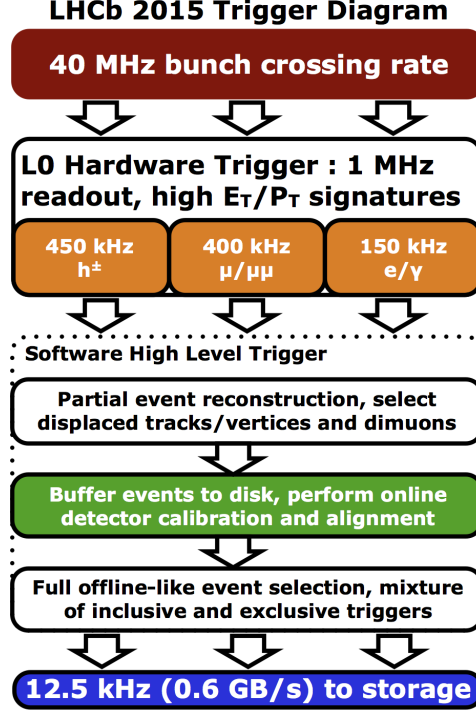 LHCb 2015 Trigger Diagram
40 MHz bunch crossing rate
L0 Hardware Trigger : 1 MHz
readout, high E_T/P_T signatures
450 kHz
h±
400 kHz
μ/μμ
150 kHz
e/γ
Software High Level Trigger
Partial event reconstruction, select
displaced tracks/vertices and dimuons
Buffer events to disk, perform online
detector calibration and alignment
Full offline-like event selection, mixture
of inclusive and exclusive triggers
12.5 kHz (0.6 GB/s) to storage